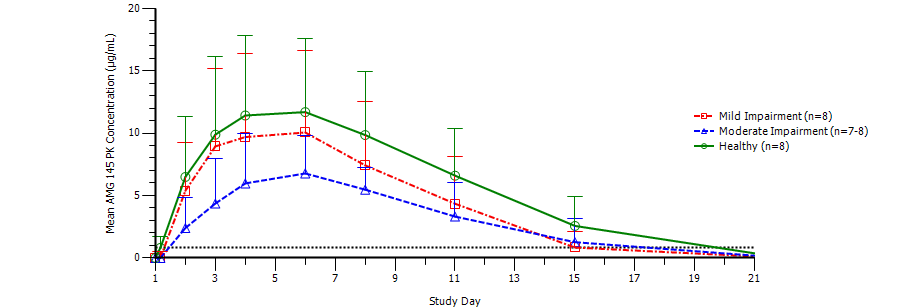 Mean AMG 145 PK Concentration (µg/mL)
20
15
10
5
0
1 3 5 7 9 11 13 15 17 19 21
Study Day
Mild Impairment (n=8)
Moderate Impairment (n=7-8)
Healthy (n=8)